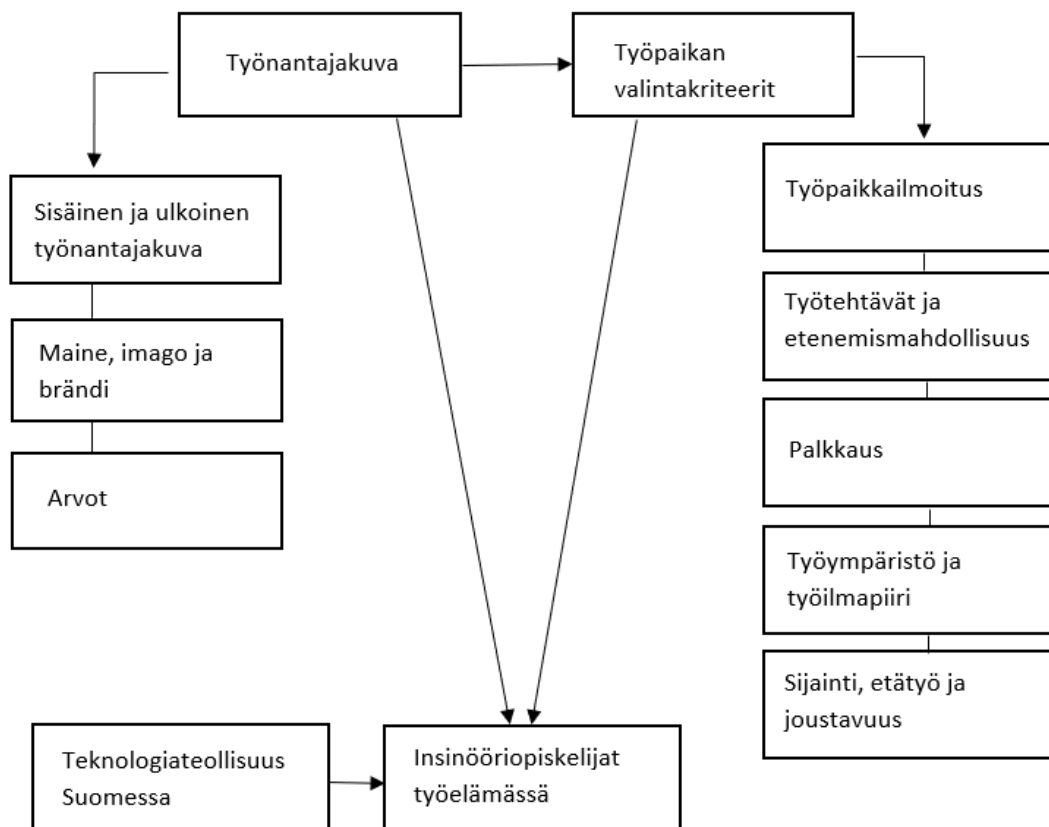 Työnantajakuva
Työpaikan
valintakriteerit
Sisäinen ja ulkoinen
työnantajakuva
Maine, imago ja
brändi
Arvot
Työpaikkailmoitus
Työtehtävät ja
etenemismahdollisuus
Palkkaus
Työympäristö ja
työilmapiiri
Sijainti, etätyö ja
joustavuus
Teknologiateollisuus
Suomessa
Insinööriopiskelijat
työelämässä